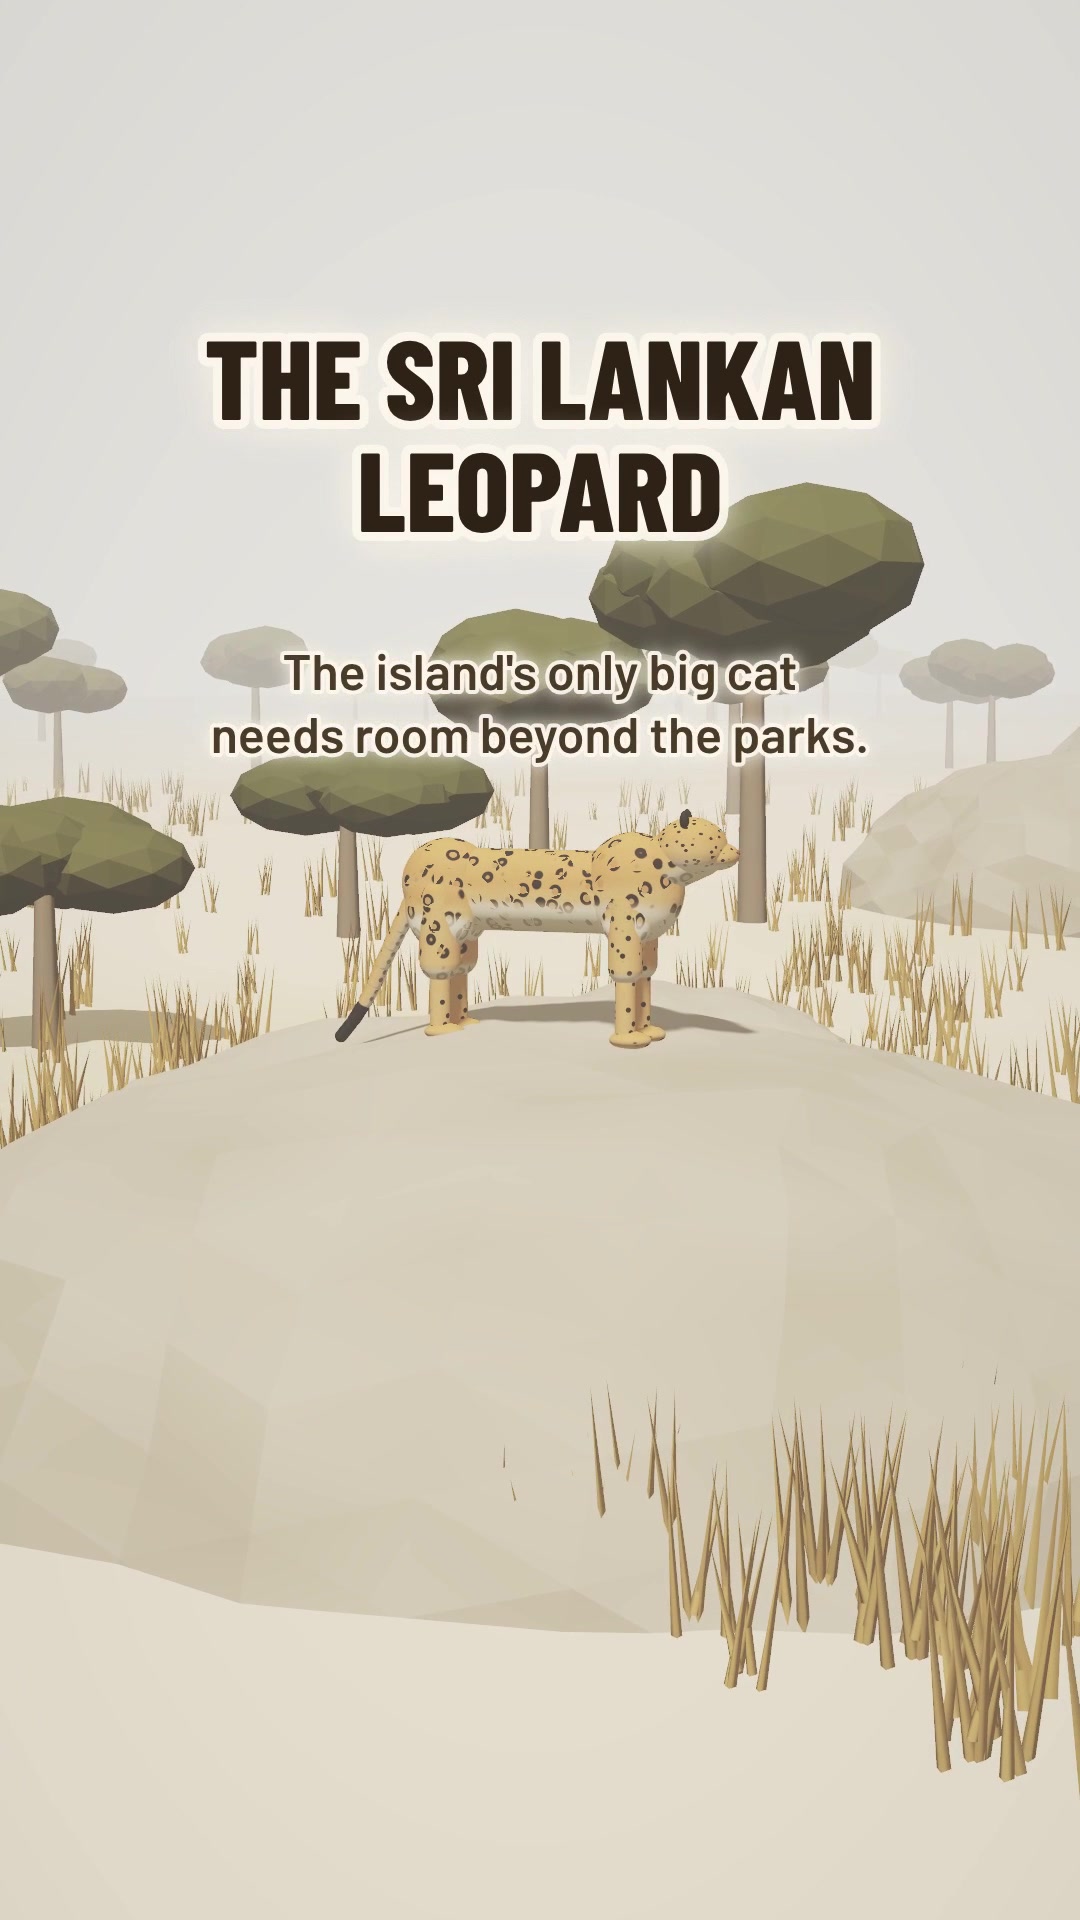 THE SRI LANKAN
LEOPARD
The island's only big cat
needs room beyond the parks.